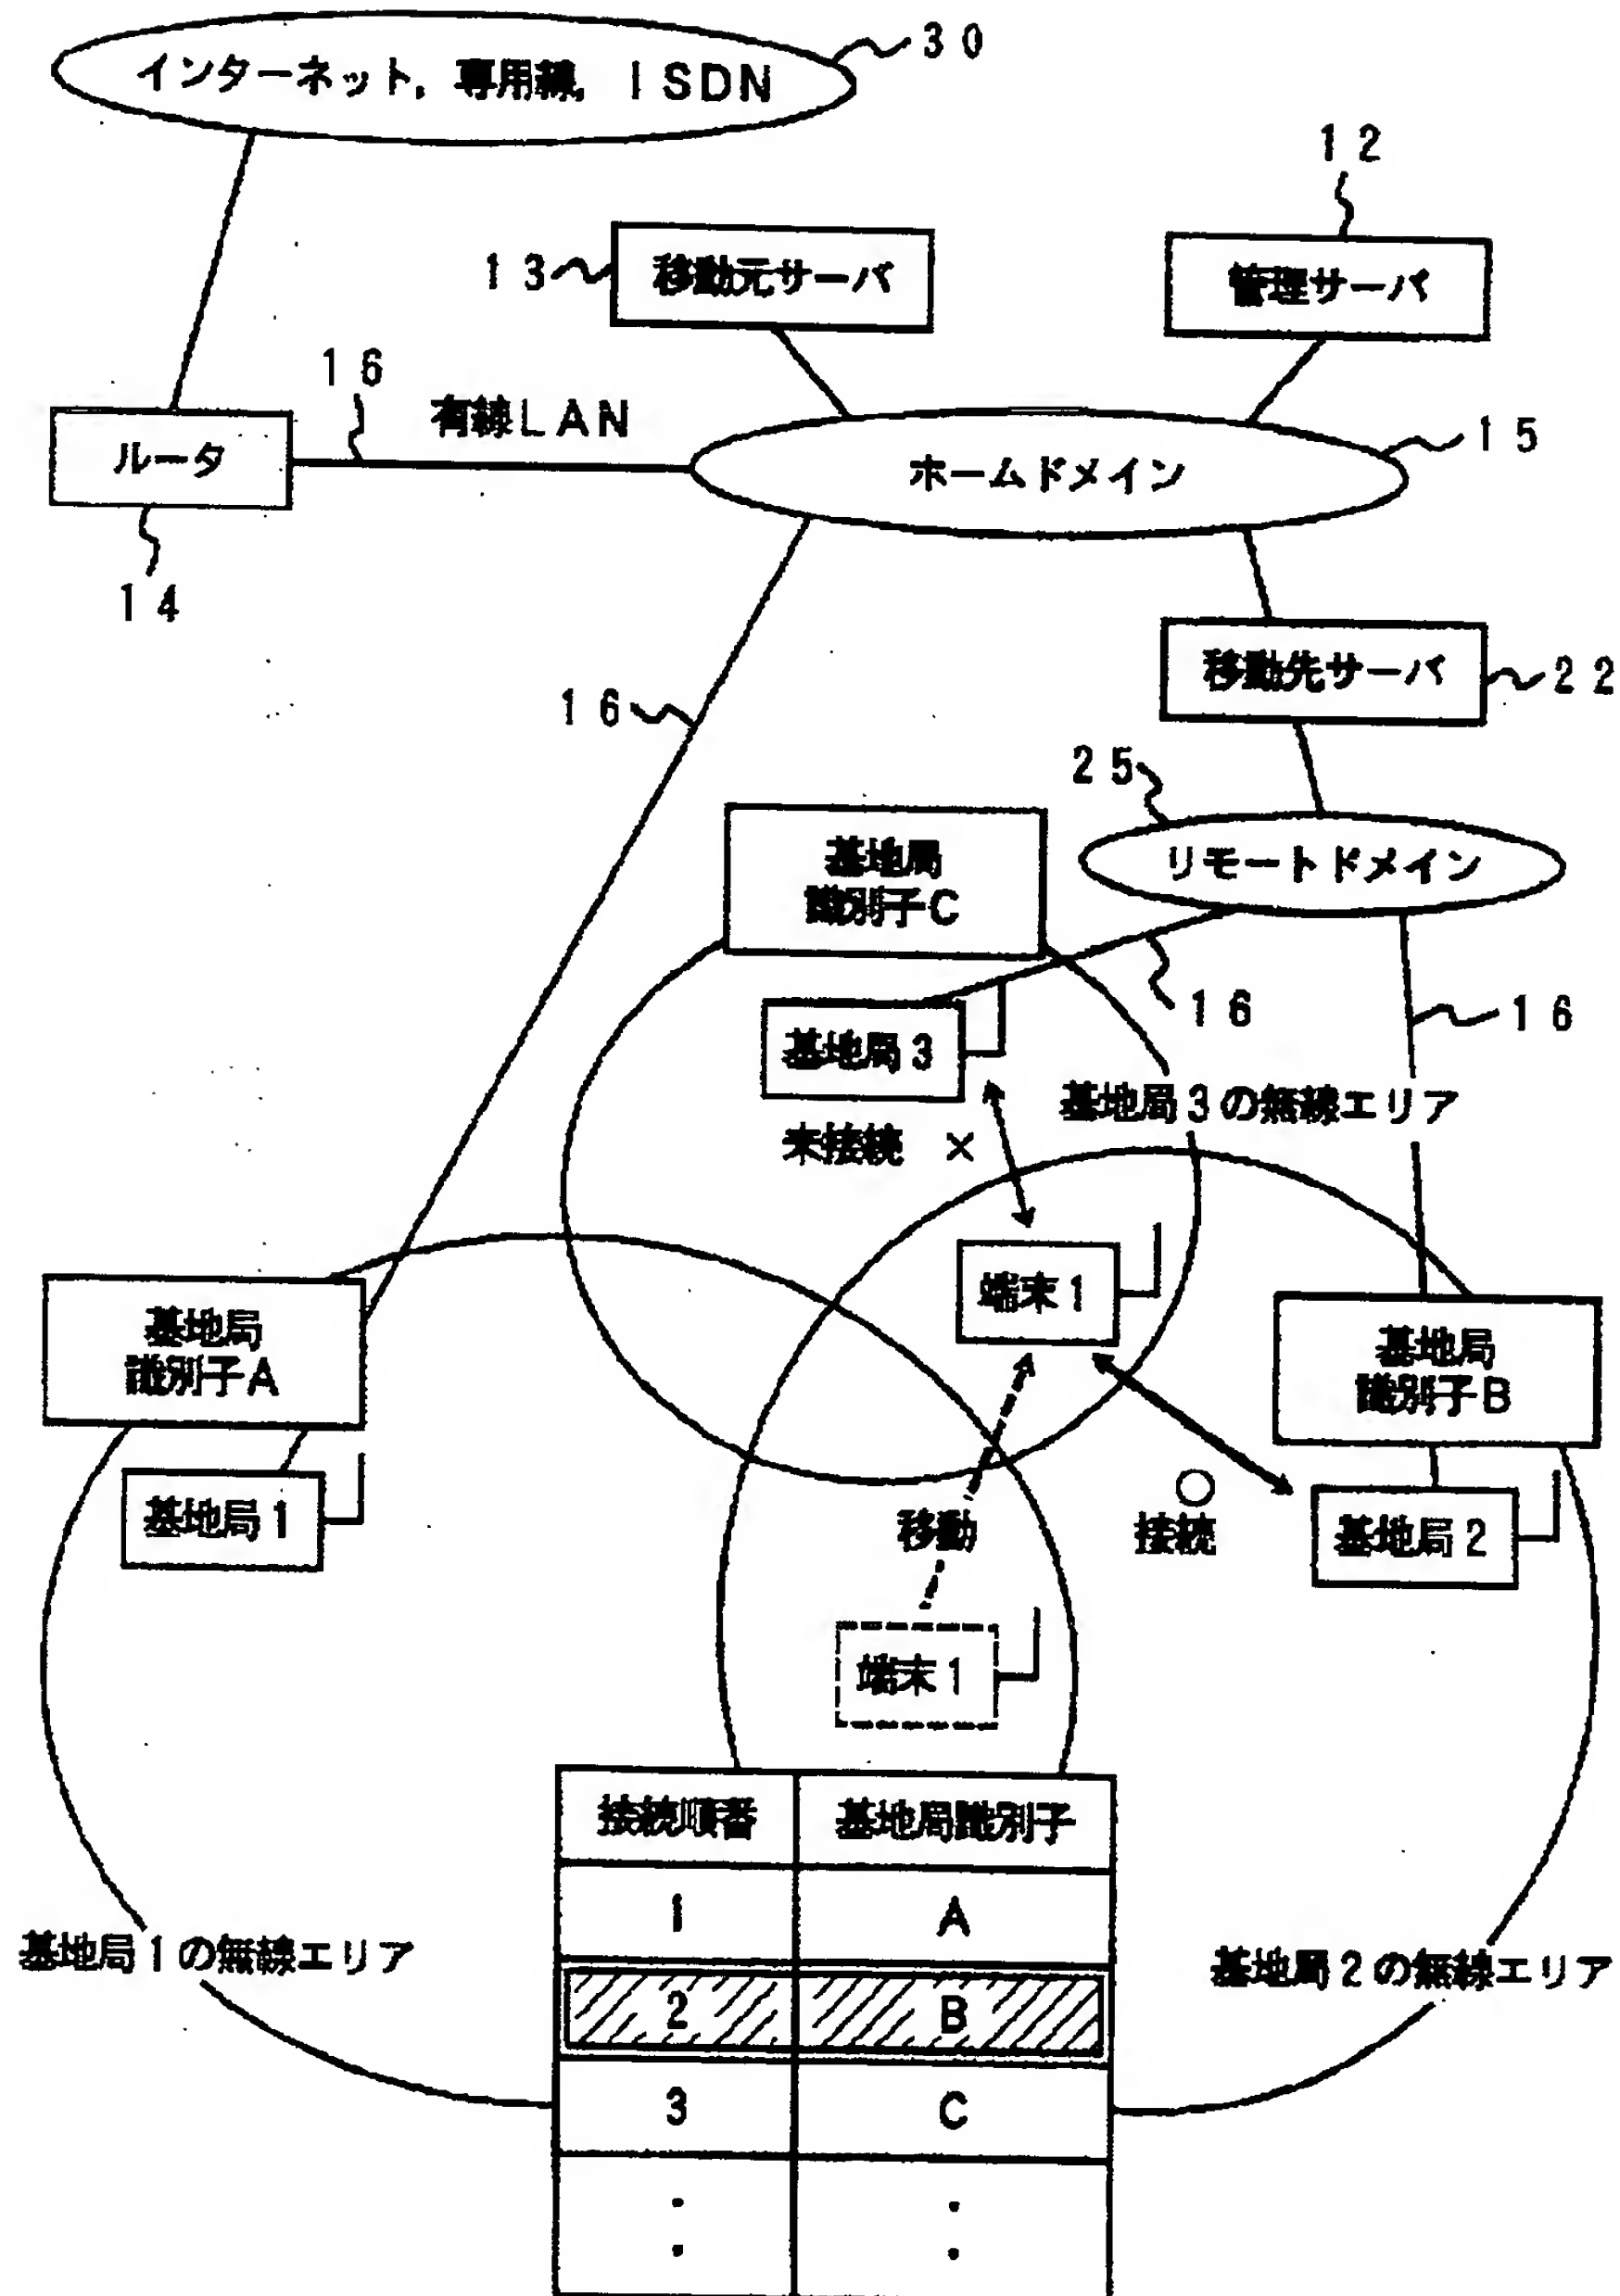 インターネット, 専用線, ISDN
30
12
13
移動元サーバ
管理サーバ
16
有線LAN
ルータ
ホームドメイン
15
14
移動先サーバ
22
16
25
リモートドメイン
基地局
識別子C
16
16
基地局3
基地局3の無線エリア
未接続 ×
端末1
基地局
識別子A
基地局
識別子B
基地局1
移動
○
接続
基地局2
端末1
接続順番 基地局識別子
1 A
2 B
3 C
基地局1の無線エリア
基地局2の無線エリア